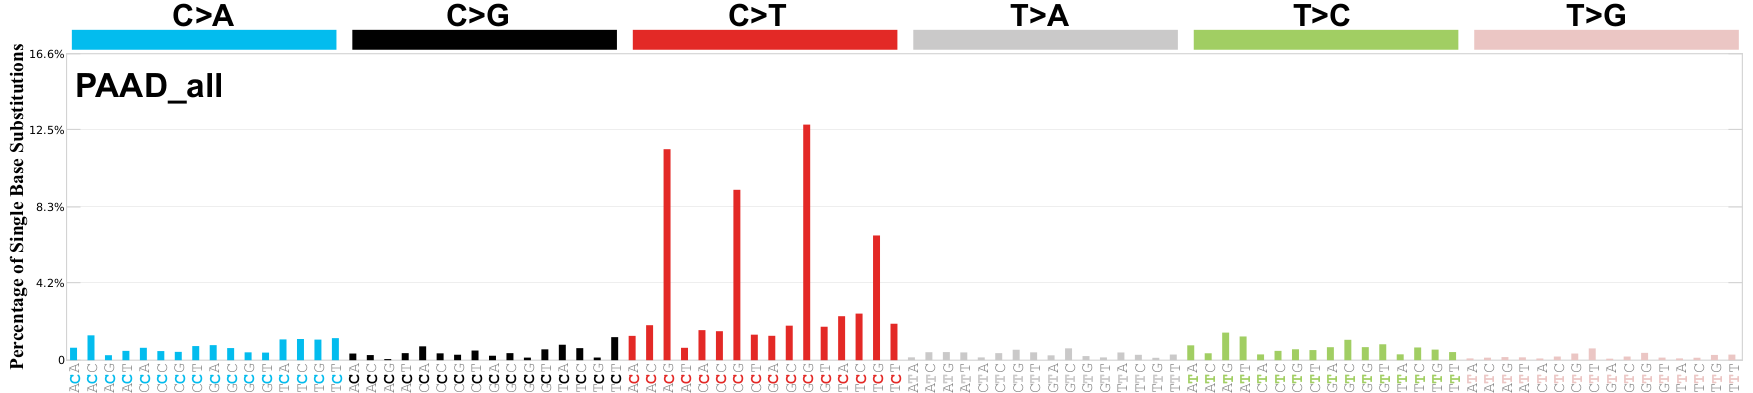 C>A C>G C>T T>A T>C T>G
Percentage of Single Base Substitutions
16.6%
PAAD_all
12.5%
8.3%
4.2%
0
ACA ACC ACG ACT CCA CCC CCG CCT GCA GCC GCG GCT TCA TCC TCG TCT ACA ACC ACG ACT CCA CCC CCG CCT GCA GCC GCG GCT TCA TCC TCG TCT ACA ACC ACG ACT CCA CCC CCG CCT GCA GCC GCG GCT TCA TCC TCG TCT ATA ATC ATG ATT CTA CTC CTG CTT GTA GTC GTG GTT TTA TTC TTG TTT ATA ATC ATG ATT CTA CTC CTG CTT GTA GTC GTG GTT TTA TTC TTG TTT ATA ATC ATG ATT CTA CTC CTG CTT GTA GTC GTG GTT TTA TTC TTG TTT